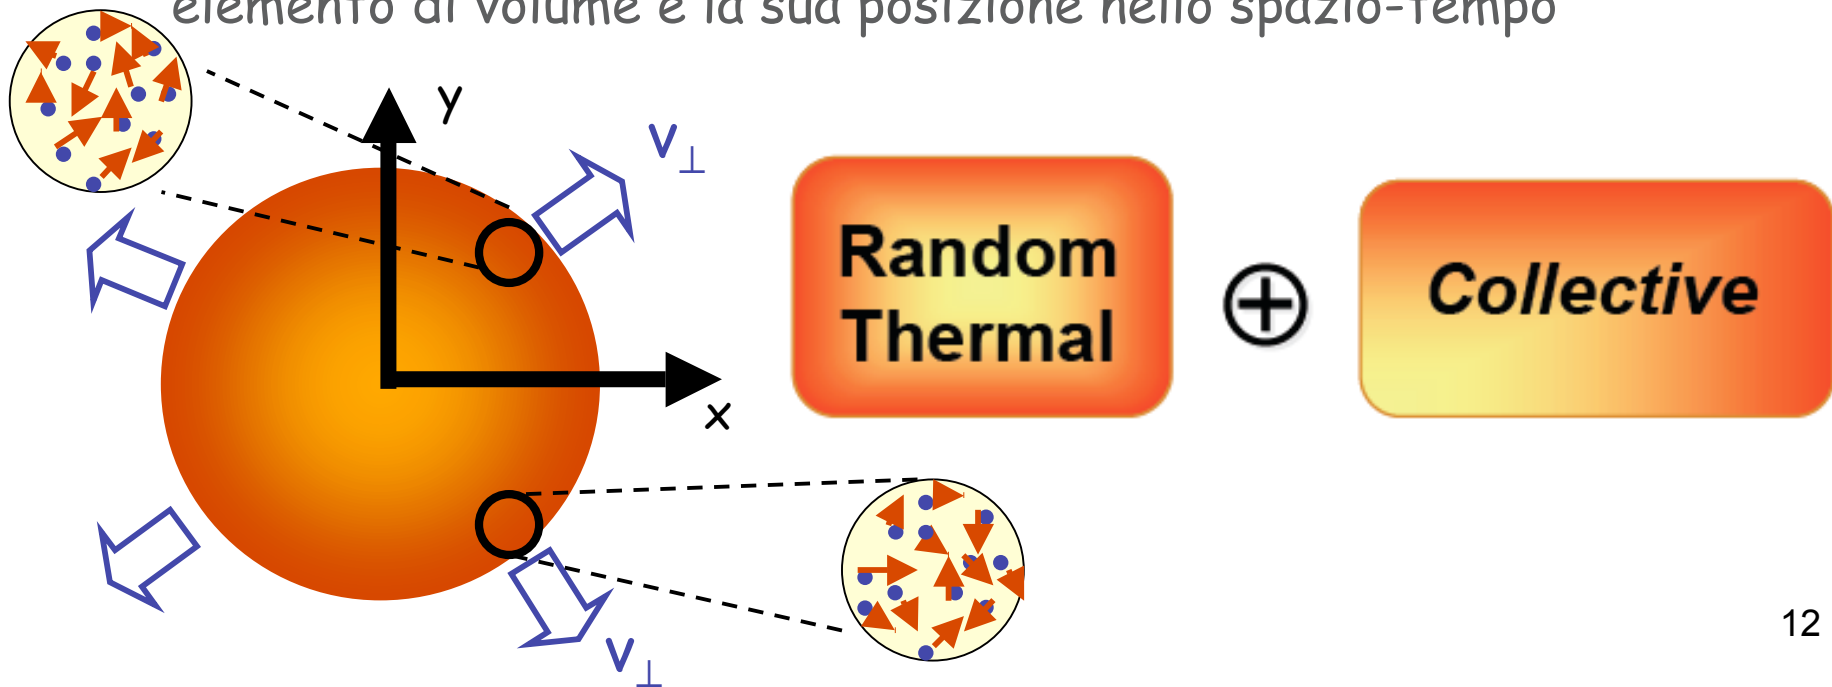 elemento di volume e la sua posizione nello spazio-tempo
y
v⊥
Random
Thermal
⊕
Collective
x
v⊥
12